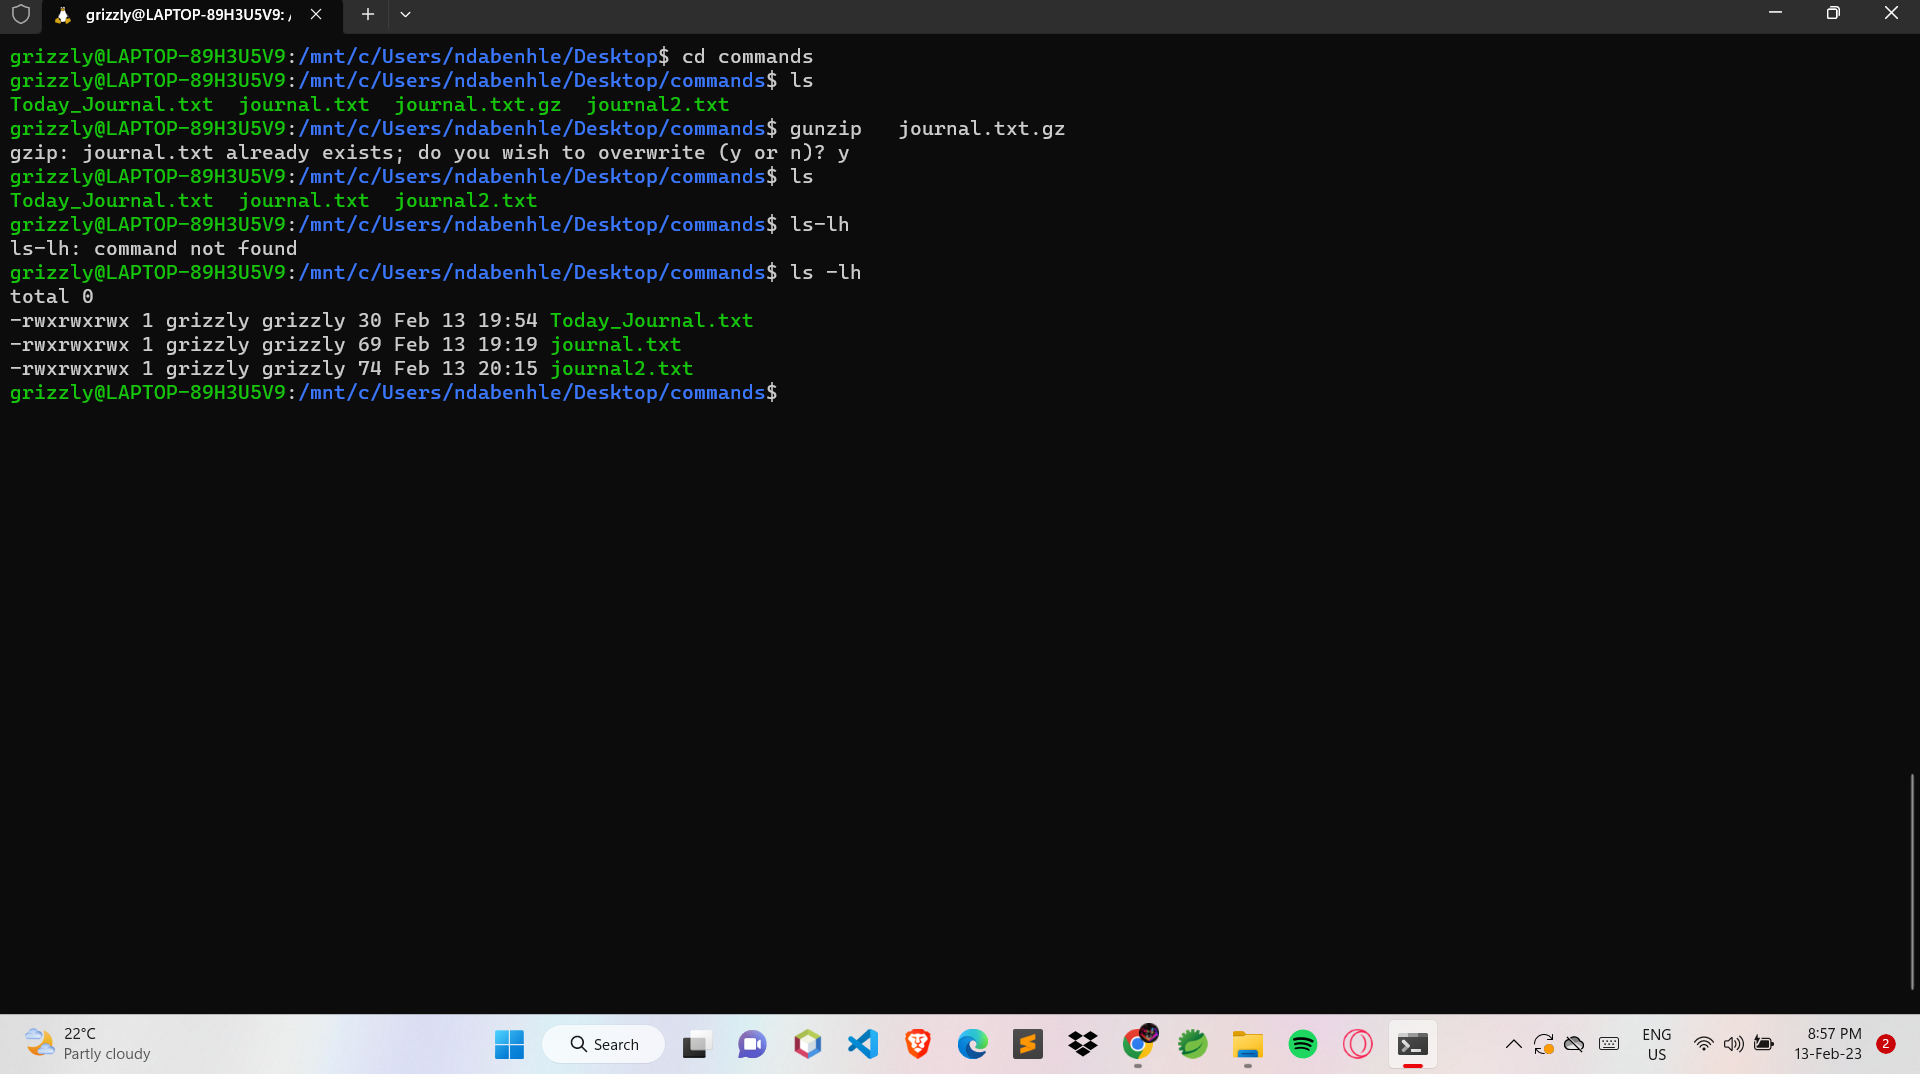 grizzly@LAPTOP-89H3U5V9: /
grizzly@LAPTOP-89H3U5V9:/mnt/c/Users/ndabenhle/Desktop$ cd commands
grizzly@LAPTOP-89H3U5V9:/mnt/c/Users/ndabenhle/Desktop/commands$ ls
Today_Journal.txt  journal.txt  journal.txt.gz  journal2.txt
grizzly@LAPTOP-89H3U5V9:/mnt/c/Users/ndabenhle/Desktop/commands$ gunzip   journal.txt.gz
gzip: journal.txt already exists; do you wish to overwrite (y or n)? y
grizzly@LAPTOP-89H3U5V9:/mnt/c/Users/ndabenhle/Desktop/commands$ ls
Today_Journal.txt  journal.txt  journal2.txt
grizzly@LAPTOP-89H3U5V9:/mnt/c/Users/ndabenhle/Desktop/commands$ ls-lh
ls-lh: command not found
grizzly@LAPTOP-89H3U5V9:/mnt/c/Users/ndabenhle/Desktop/commands$ ls -lh
total 0
-rwxrwxrwx 1 grizzly grizzly 30 Feb 13 19:54 Today_Journal.txt
-rwxrwxrwx 1 grizzly grizzly 69 Feb 13 19:19 journal.txt
-rwxrwxrwx 1 grizzly grizzly 74 Feb 13 20:15 journal2.txt
grizzly@LAPTOP-89H3U5V9:/mnt/c/Users/ndabenhle/Desktop/commands$
22°C
Partly cloudy
Search
ENG
US
8:57 PM
13-Feb-23
2